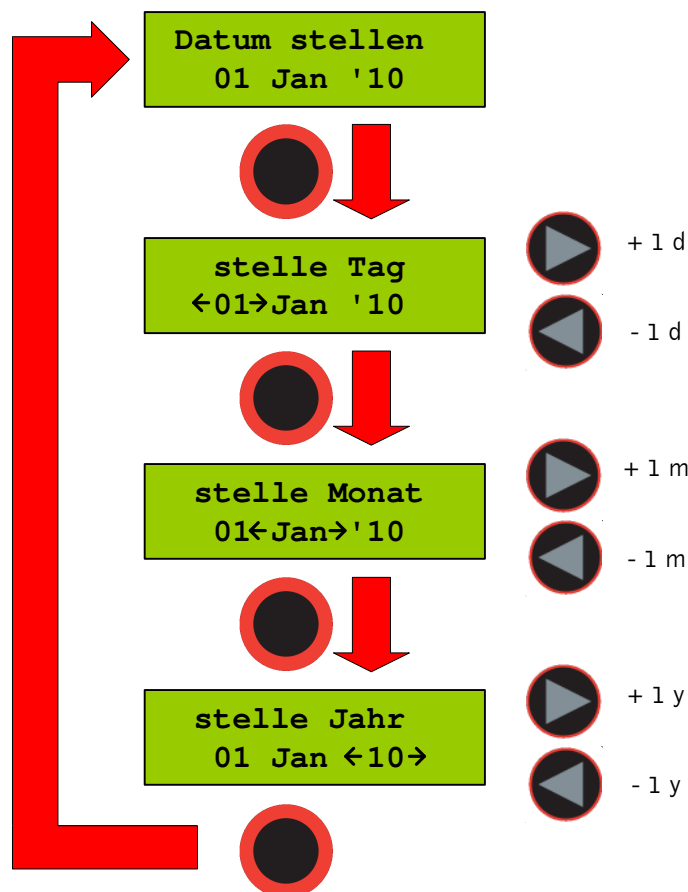 Datum stellen
01 Jan '10
stelle Tag
←01→Jan '10
+ 1 d
- 1 d
stelle Monat
01←Jan→'10
+ 1 m
- 1 m
stelle Jahr
01 Jan ←10→
+ 1 y
- 1 y